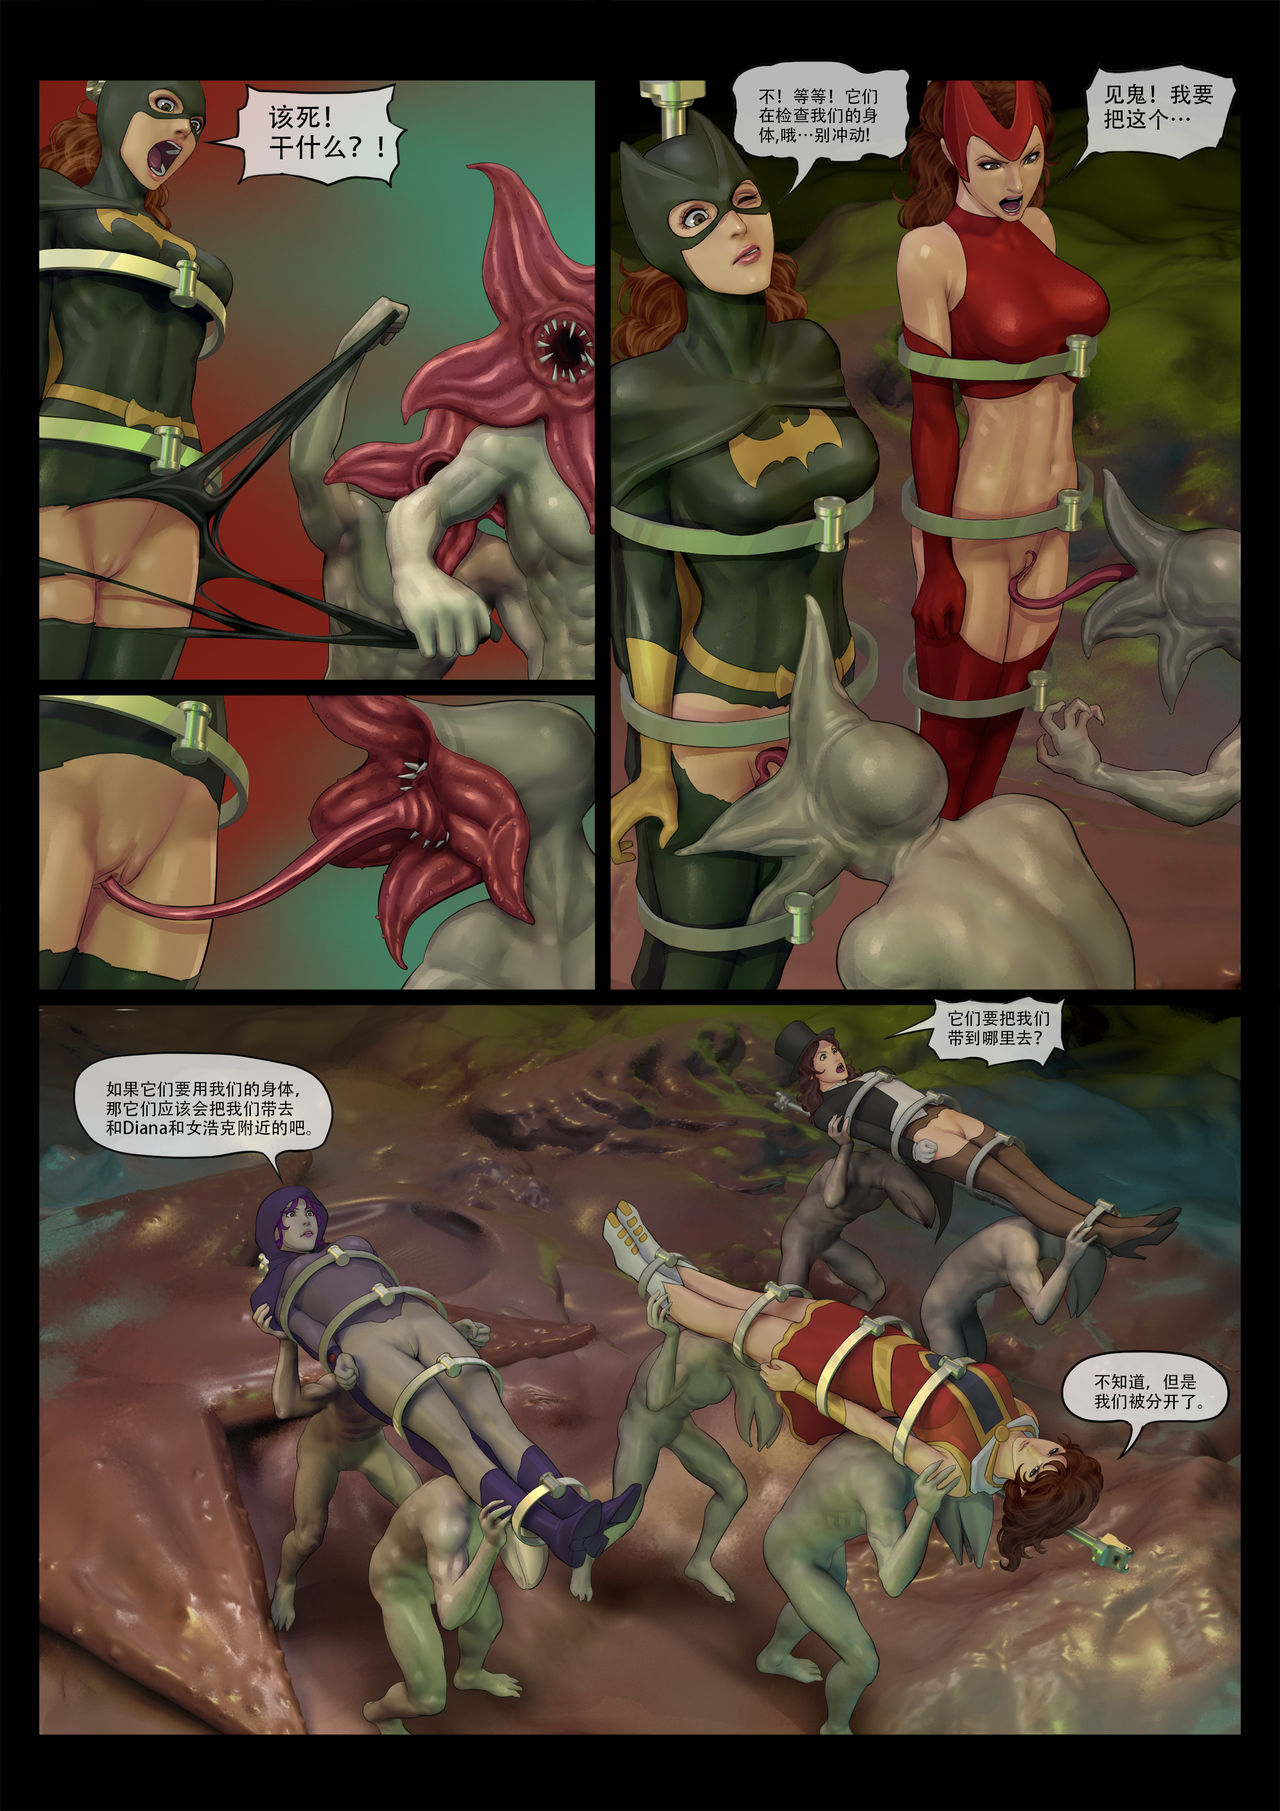 该死！
干什么？！
不！等等！它们
在检查我们的身
体,哦…别冲动!
见鬼！我要
把这个…
它们要把我们
带到哪里去？
如果它们要用我们的身体，
那它们应该会把我们带去
和Diana和女浩克附近的吧。
不知道，但是
我们被分开了。